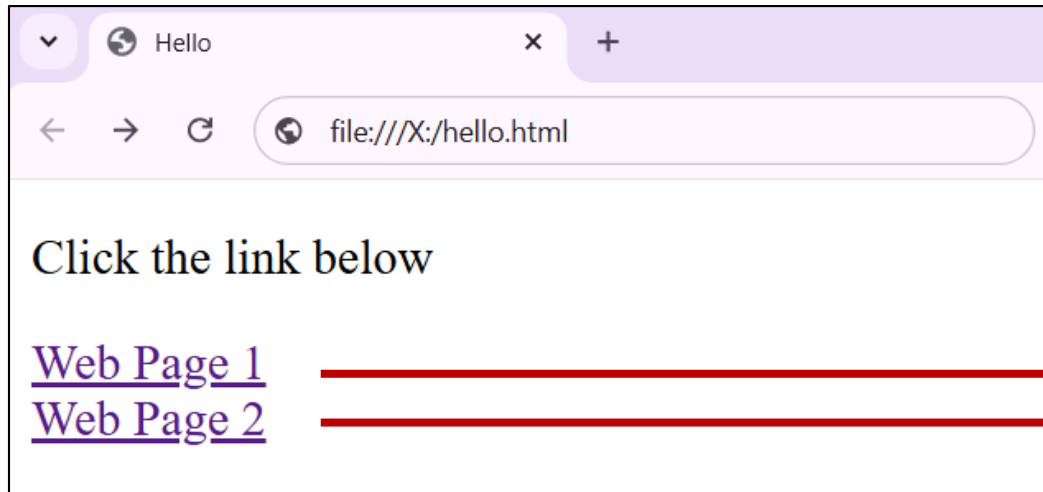 Hello
file:///X:/hello.html
Click the link below
Web Page 1
Web Page 2